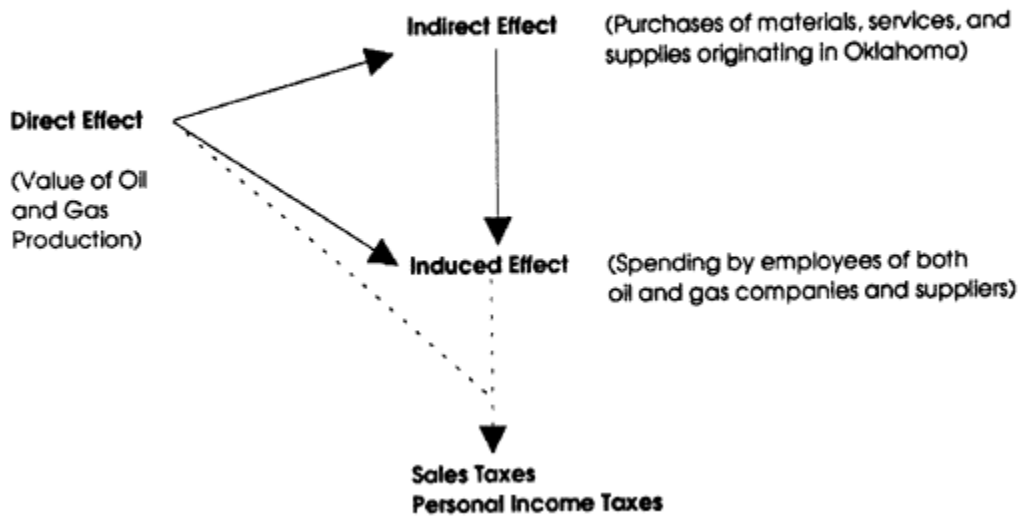 Indirect Effect
(Purchases of materials, services, and
supplies originating in Oklahoma)
Direct Effect
(Value of Oil
and Gas
Production)
Induced Effect
(Spending by employees of both
oil and gas companies and suppliers)
Sales Taxes
Personal Income Taxes